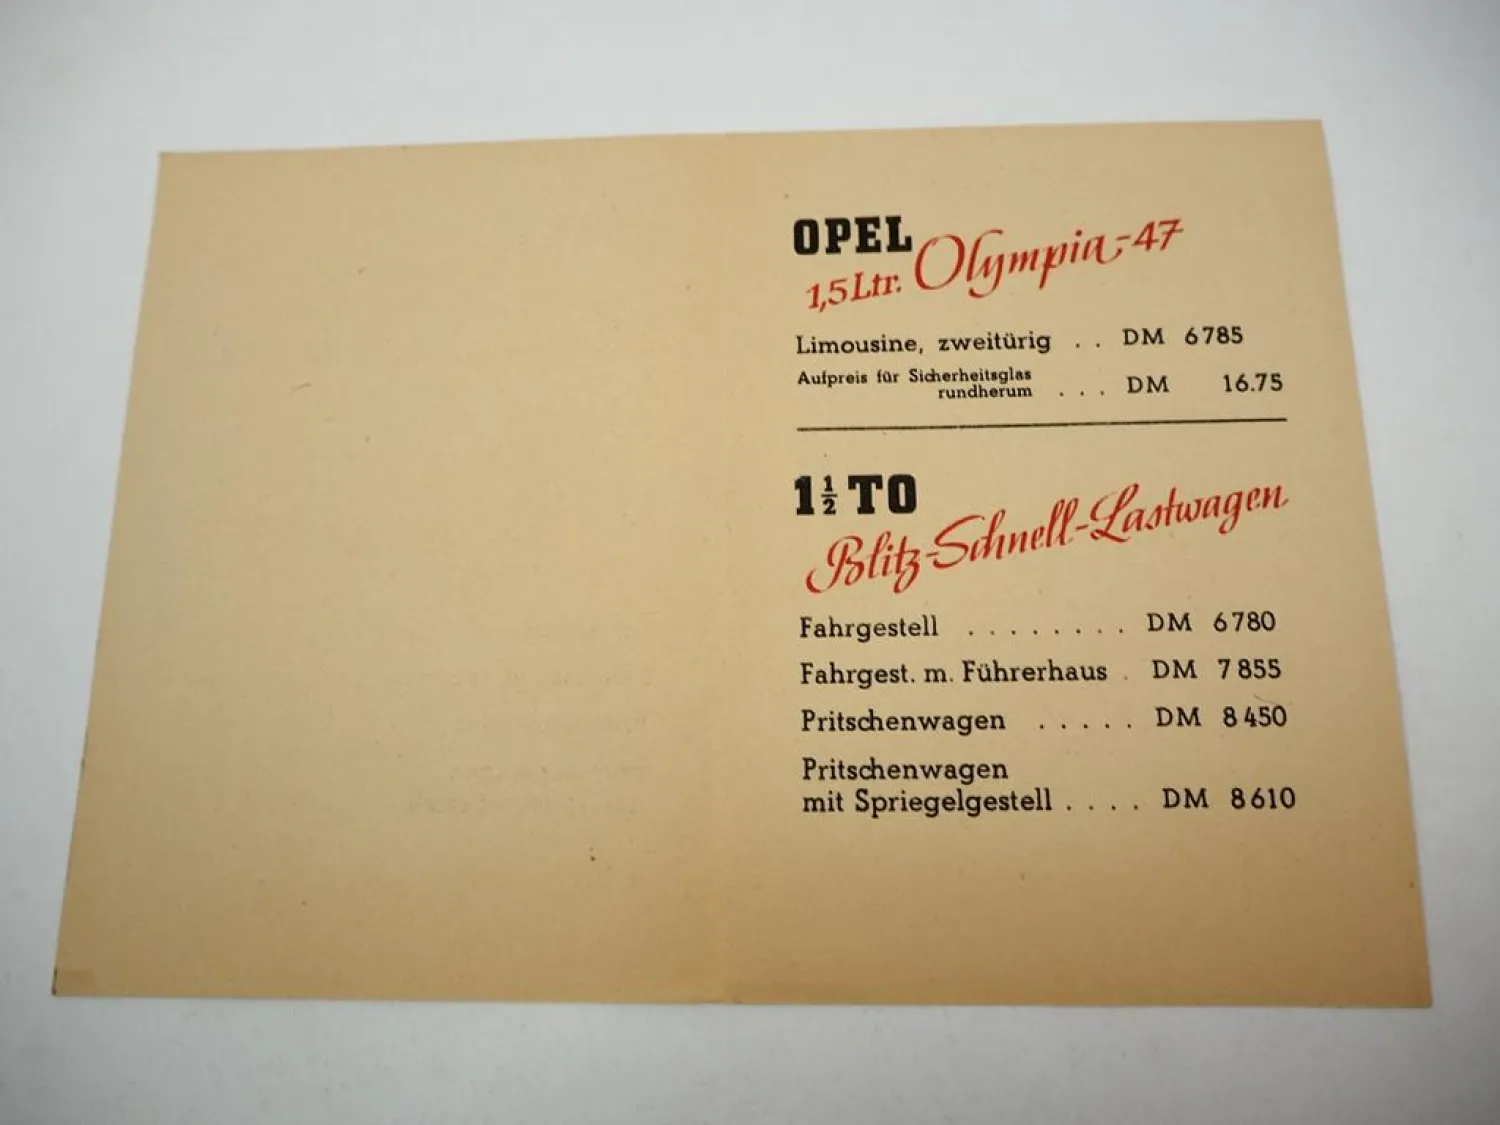 OPEL
1,5 Ltr. Olympia-47
Limousine, zweitürig . . DM 6785
Aufpreis für Sicherheitsglas
rundherum . . . DM 16.75
1½ TO
Blitz-Schnell-Lastwagen
Fahrgestell . . . . . . . . DM 6780
Fahrgest. m. Führerhaus . DM 7855
Pritschenwagen . . . . . DM 8450
Pritschenwagen
mit Spriegelgestell . . . . DM 8610